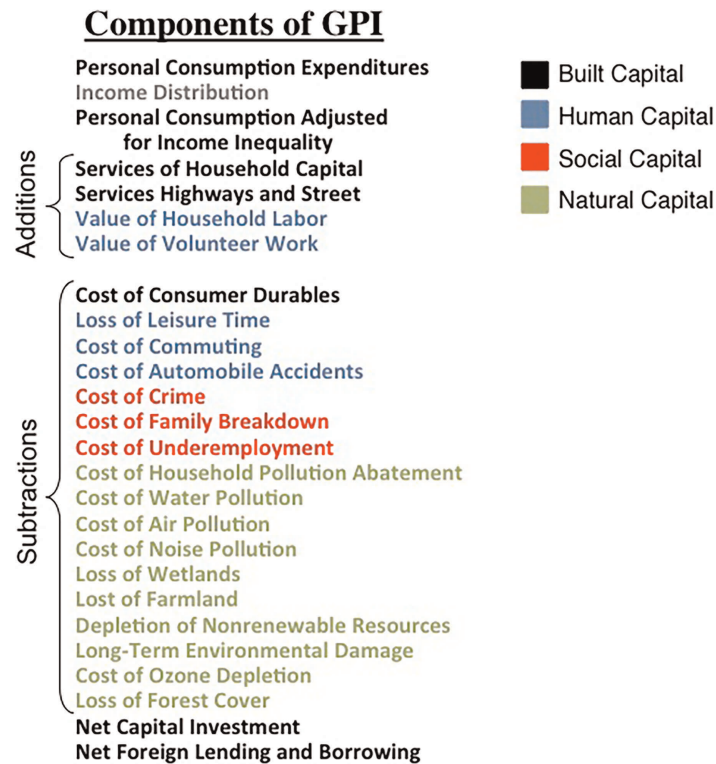 Components of GPI
Personal Consumption Expenditures
Income Distribution
Personal Consumption Adjusted
for Income Inequality
Additions
Services of Household Capital
Services Highways and Street
Value of Household Labor
Value of Volunteer Work
Subtractions
Cost of Consumer Durables
Loss of Leisure Time
Cost of Commuting
Cost of Automobile Accidents
Cost of Crime
Cost of Family Breakdown
Cost of Underemployment
Cost of Household Pollution Abatement
Cost of Water Pollution
Cost of Air Pollution
Cost of Noise Pollution
Loss of Wetlands
Lost of Farmland
Depletion of Nonrenewable Resources
Long-Term Environmental Damage
Cost of Ozone Depletion
Loss of Forest Cover
Net Capital Investment
Net Foreign Lending and Borrowing
Built Capital
Human Capital
Social Capital
Natural Capital